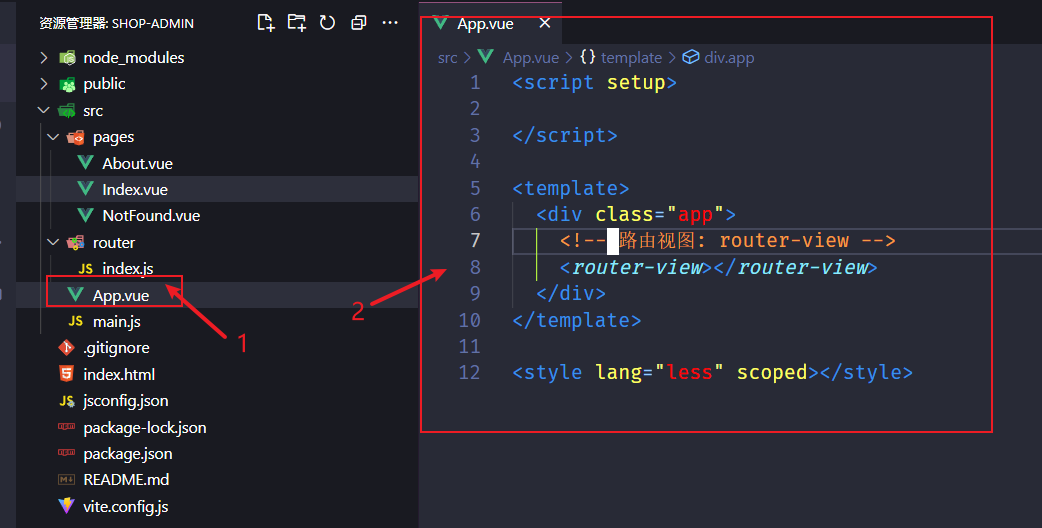 资源管理器: SHOP-ADMIN
node_modules
public
src
pages
About.vue
Index.vue
NotFound.vue
router
JS index.js
App.vue
JS main.js
.gitignore
index.html
JS jsconfig.json
package-lock.json
package.json
README.md
vite.config.js
1
2
App.vue
src > App.vue > {} template > div.app
1 <script setup>
2
3 </script>
4
5 <template>
6 <div class="app">
7 <!-- 路由视图: router-view -->
8 <router-view></router-view>
9 </div>
10 </template>
11
12 <style lang="less" scoped></style>